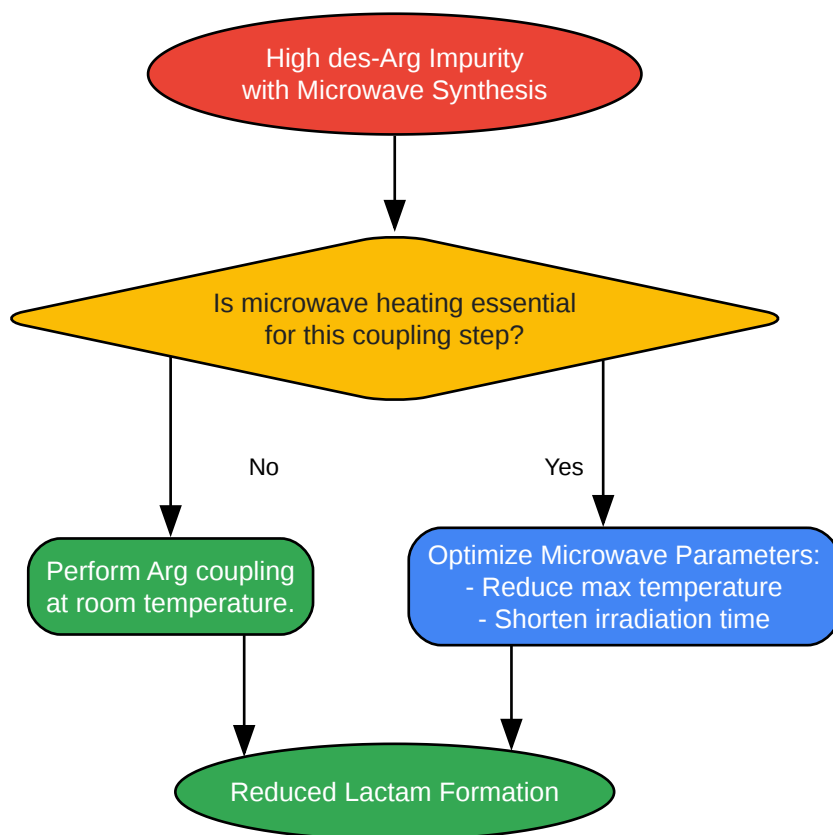 High des-Arg Impurity
with Microwave Synthesis
Is microwave heating essential
for this coupling step?
No
Yes
Perform Arg coupling
at room temperature.
Optimize Microwave Parameters:
- Reduce max temperature
- Shorten irradiation time
Reduced Lactam Formation